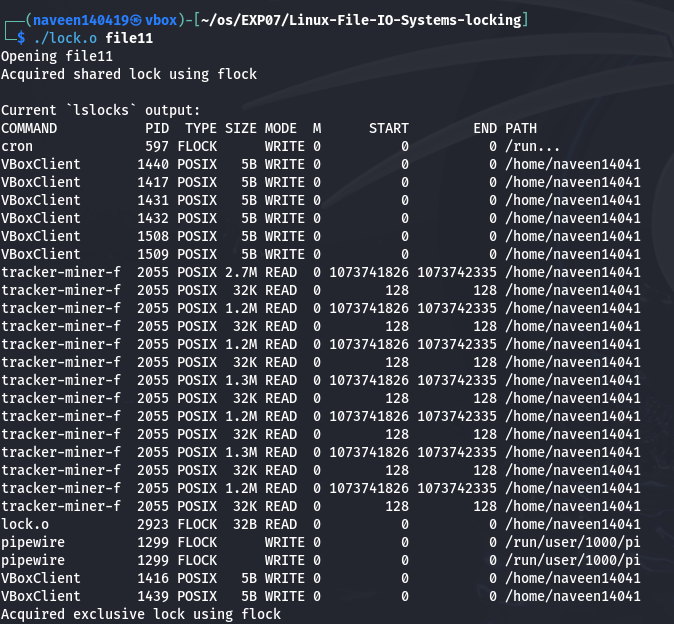 ┌──(naveen140419㉿vbox)-[~/os/EXP07/Linux-File-IO-Systems-locking]
└─$ ./lock.o file11
Opening file11
Acquired shared lock using flock

Current `lslocks` output:
COMMAND           PID  TYPE SIZE MODE  M      START        END PATH
cron              597 FLOCK      WRITE 0          0          0 /run...
VBoxClient       1440 POSIX   5B WRITE 0          0          0 /home/naveen14041
VBoxClient       1417 POSIX   5B WRITE 0          0          0 /home/naveen14041
VBoxClient       1431 POSIX   5B WRITE 0          0          0 /home/naveen14041
VBoxClient       1432 POSIX   5B WRITE 0          0          0 /home/naveen14041
VBoxClient       1508 POSIX   5B WRITE 0          0          0 /home/naveen14041
VBoxClient       1509 POSIX   5B WRITE 0          0          0 /home/naveen14041
tracker-miner-f  2055 POSIX 2.7M READ  0 1073741826 1073742335 /home/naveen14041
tracker-miner-f  2055 POSIX  32K READ  0        128        128 /home/naveen14041
tracker-miner-f  2055 POSIX 1.2M READ  0 1073741826 1073742335 /home/naveen14041
tracker-miner-f  2055 POSIX  32K READ  0        128        128 /home/naveen14041
tracker-miner-f  2055 POSIX 1.2M READ  0 1073741826 1073742335 /home/naveen14041
tracker-miner-f  2055 POSIX  32K READ  0        128        128 /home/naveen14041
tracker-miner-f  2055 POSIX 1.3M READ  0 1073741826 1073742335 /home/naveen14041
tracker-miner-f  2055 POSIX  32K READ  0        128        128 /home/naveen14041
tracker-miner-f  2055 POSIX 1.2M READ  0 1073741826 1073742335 /home/naveen14041
tracker-miner-f  2055 POSIX  32K READ  0        128        128 /home/naveen14041
tracker-miner-f  2055 POSIX 1.3M READ  0 1073741826 1073742335 /home/naveen14041
tracker-miner-f  2055 POSIX  32K READ  0        128        128 /home/naveen14041
tracker-miner-f  2055 POSIX 1.2M READ  0 1073741826 1073742335 /home/naveen14041
tracker-miner-f  2055 POSIX  32K READ  0        128        128 /home/naveen14041
lock.o           2923 FLOCK  32B READ  0          0          0 /home/naveen14041
pipewire         1299 FLOCK      WRITE 0          0          0 /run/user/1000/pi
pipewire         1299 FLOCK      WRITE 0          0          0 /run/user/1000/pi
VBoxClient       1416 POSIX   5B WRITE 0          0          0 /home/naveen14041
VBoxClient       1439 POSIX   5B WRITE 0          0          0 /home/naveen14041
Acquired exclusive lock using flock